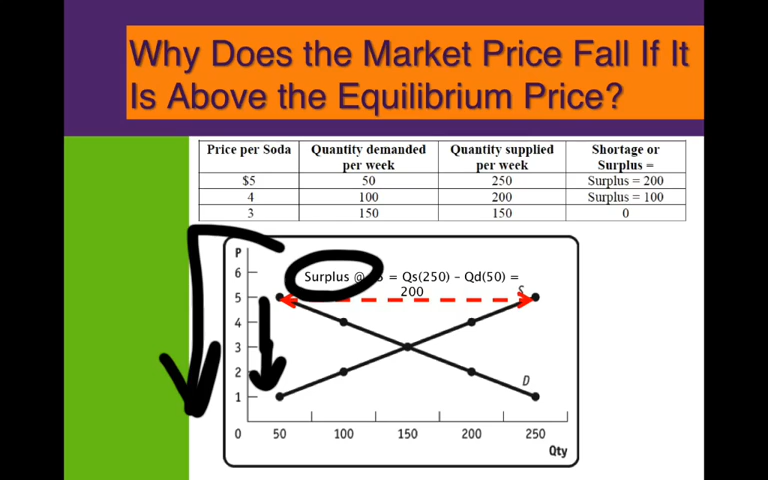 Why Does the Market Price Fall If It
Is Above the Equilibrium Price?
Price per Soda Quantity demanded per week Quantity supplied per week Shortage or Surplus =
$5 50 250 Surplus = 200
4 100 200 Surplus = 100
3 150 150 0
P
6
Surplus @ = Qs(250) – Qd(50) =
200
S
5
4
3
2
D
1
0 50 100 150 200 250
Qty